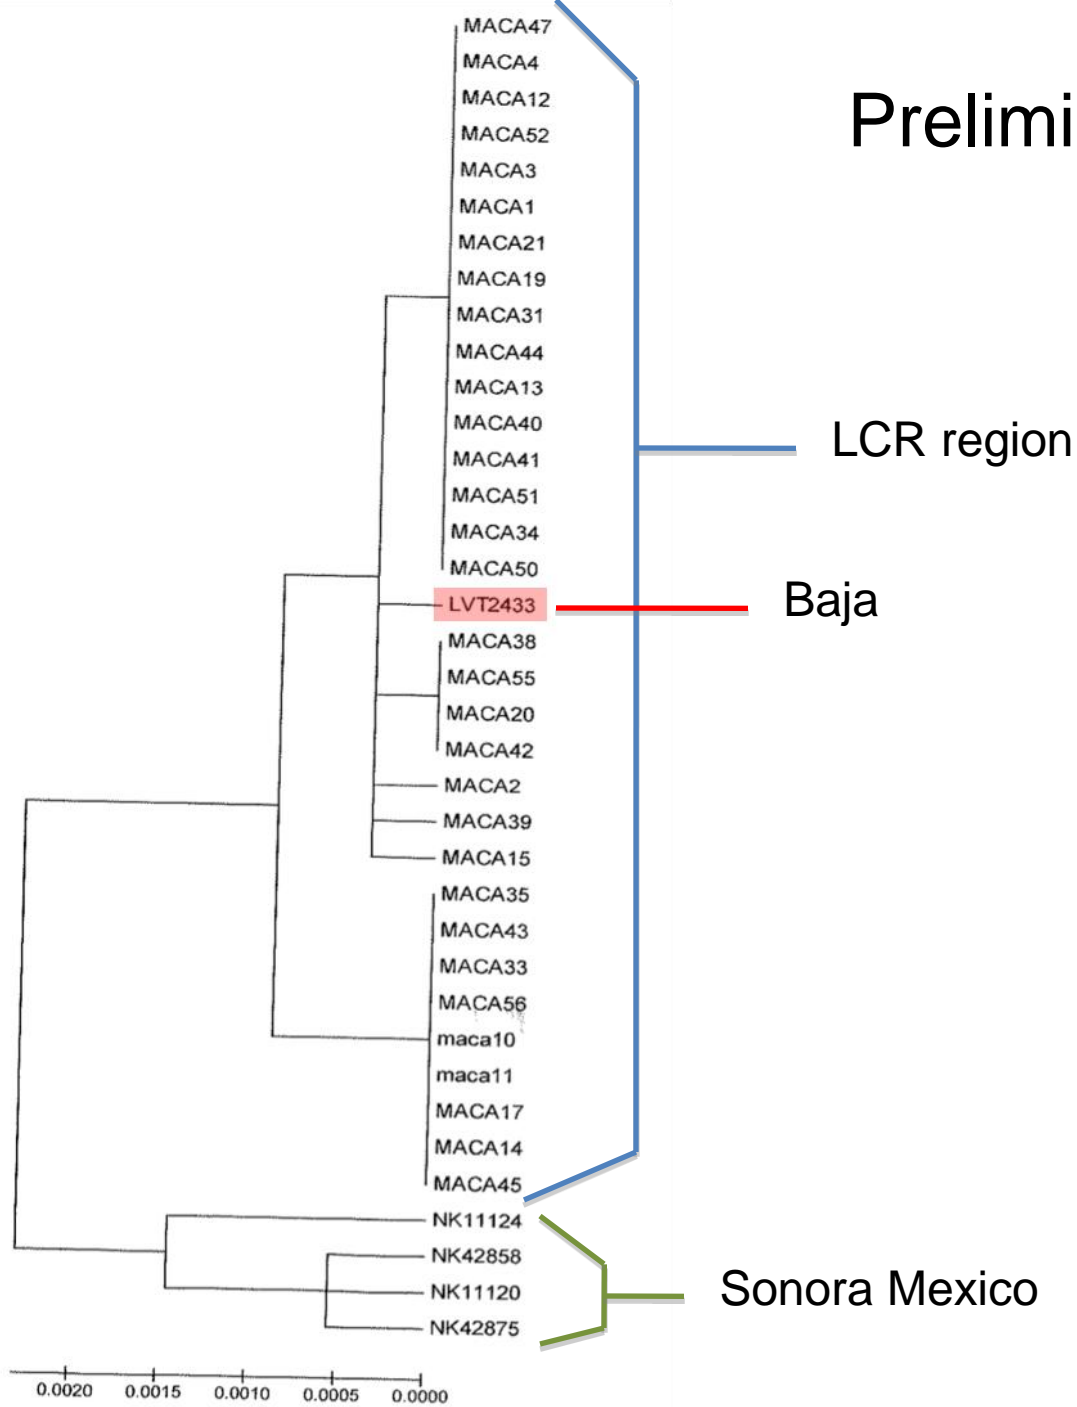 MACA47
MACA4
MACA12
Prelimi
MACA52
MACA3
MACA1
MACA21
MACA19
MACA31
MACA44
MACA13
MACA40
LCR region
MACA41
MACA51
MACA34
MACA50
LVT2433
Baja
MACA38
MACA55
MACA20
MACA42
MACA2
MACA39
MACA15
MACA35
MACA43
MACA33
MACA56
maca10
maca11
MACA17
MACA14
MACA45
NK11124
NK42858
NK11120
Sonora Mexico
NK42875
0.0020 0.0015 0.0010 0.0005 0.0000